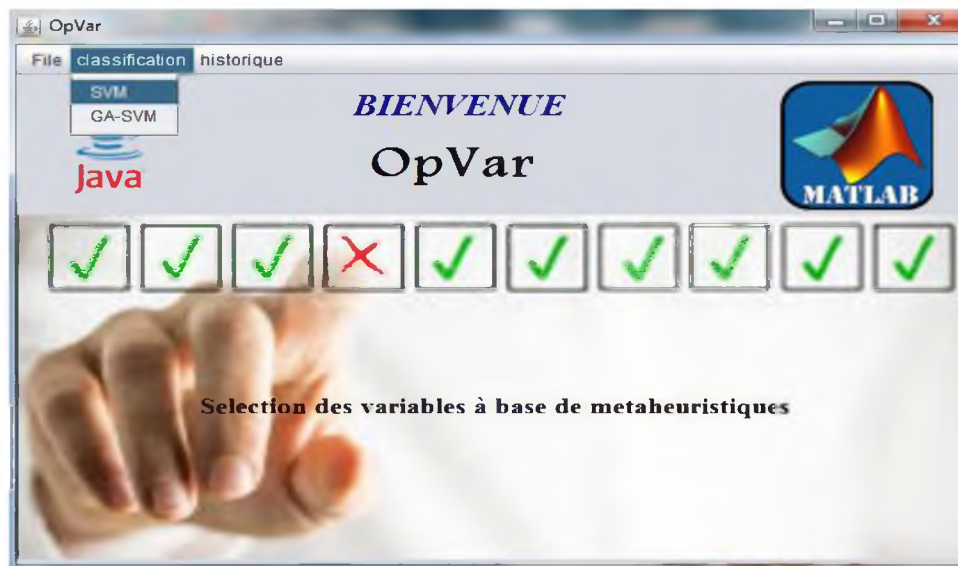 OpVar
File classification historique
SVM
GA-SVM
BIENVENUE
OpVar
Java
MATLAB
Selection des variables à base de metaheuristiques